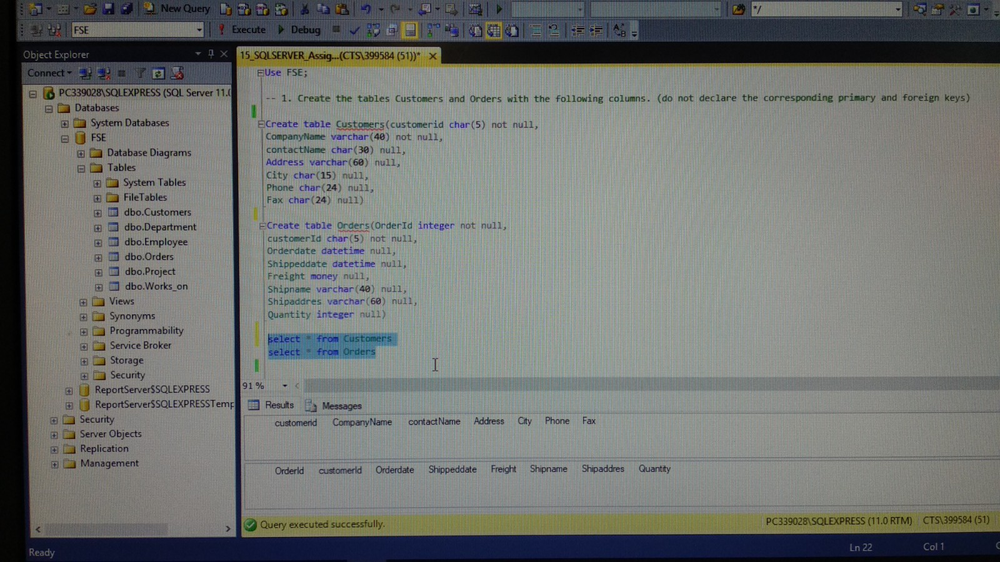 New Query
*/
FSE
Execute
Debug
Object Explorer
Connect
PC339028\SQLEXPRESS (SQL Server 11.(
Databases
System Databases
FSE
Database Diagrams
Tables
System Tables
FileTables
dbo.Customers
dbo.Department
dbo.Employee
dbo.Orders
dbo.Project
dbo.Works_on
Views
Synonyms
Programmability
Service Broker
Storage
Security
ReportServer$SQLEXPRESS
ReportServer$SQLEXPRESSTemp
Security
Server Objects
Replication
Management
15_SQLSERVER_Assig...(CTS\399584 (51))*
Use FSE;
-- 1. Create the tables Customers and Orders with the following columns. (do not declare the corresponding primary and foreign keys)
Create table Customers(customerid char(5) not null,
CompanyName varchar(40) not null,
contactName char(30) null,
Address varchar(60) null,
City char(15) null,
Phone char(24) null,
Fax char(24) null)
Create table Orders(OrderId integer not null,
customerId char(5) not null,
Orderdate datetime null,
Shippeddate datetime null,
Freight money null,
Shipname varchar(40) null,
Shipaddres varchar(60) null,
Quantity integer null)
select * from Customers
select * from Orders
91 %
Results Messages
customerid CompanyName contactName Address City Phone Fax
OrderId customerId Orderdate Shippeddate Freight Shipname Shipaddres Quantity
Query executed successfully.
PC339028\SQLEXPRESS (11.0 RTM) CTS\399584 (51)
Ready
Ln 22 Col 1